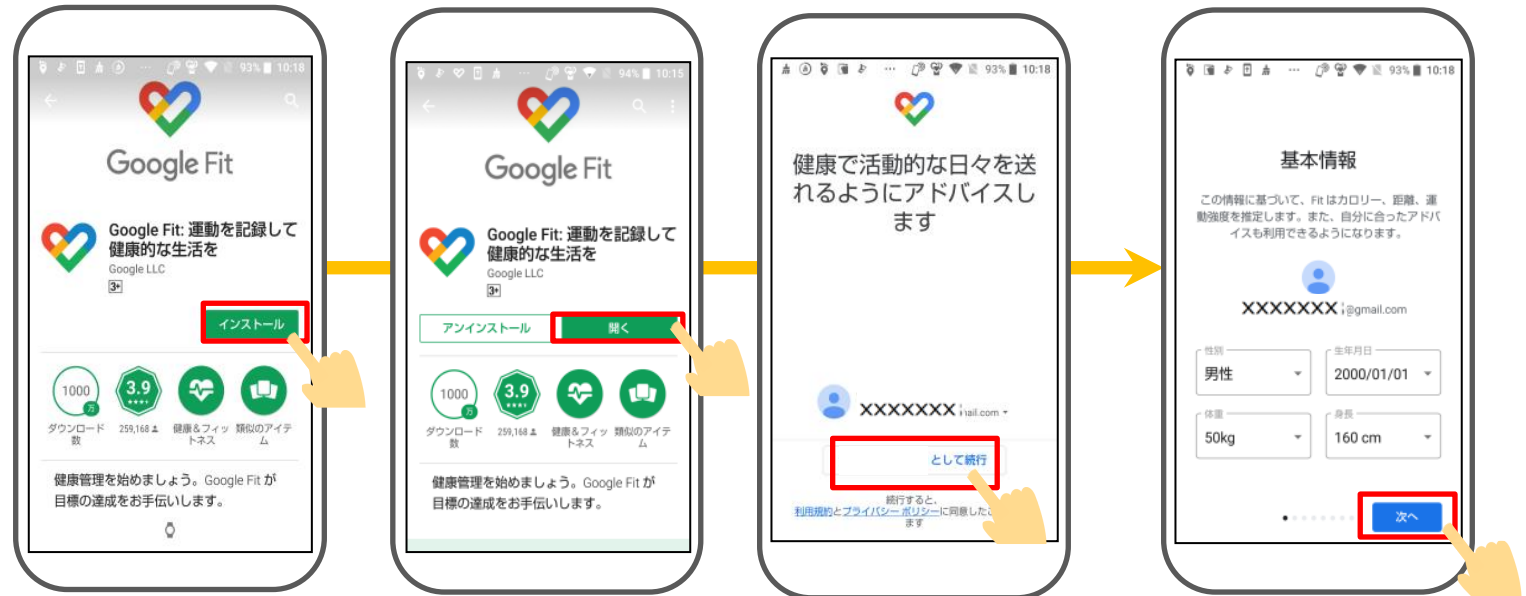 93% 10:18
Google Fit
Google Fit: 運動を記録して
健康的な生活を
Google LLC
3+
インストール
1000
万
3.9
ダウンロード
数
259,168
健康&フィッ
トネス
類似のアイテ
ム
健康管理を始めましょう。Google Fit が
目標の達成をお手伝いします。
94% 10:15
Google Fit
Google Fit: 運動を記録して
健康的な生活を
Google LLC
3+
アンインストール
開く
1000
万
3.9
ダウンロード
数
259,168
健康&フィッ
トネス
類似のアイテ
ム
健康管理を始めましょう。Google Fit が
目標の達成をお手伝いします。
93% 10:18
健康で活動的な日々を送
れるようにアドバイスし
ます
XXXXXXX ail.com
として続行
続行すると、
利用規約とプライバシー ポリシーに同意したこ
ます
93% 10:18
基本情報
この情報に基づいて、Fit はカロリー、距離、運
動強度を推定します。また、自分に合ったアドバ
イスも利用できるようになります。
XXXXXXX @gmail.com
性別
男性
生年月日
2000/01/01
体重
50kg
身長
160 cm
次へ